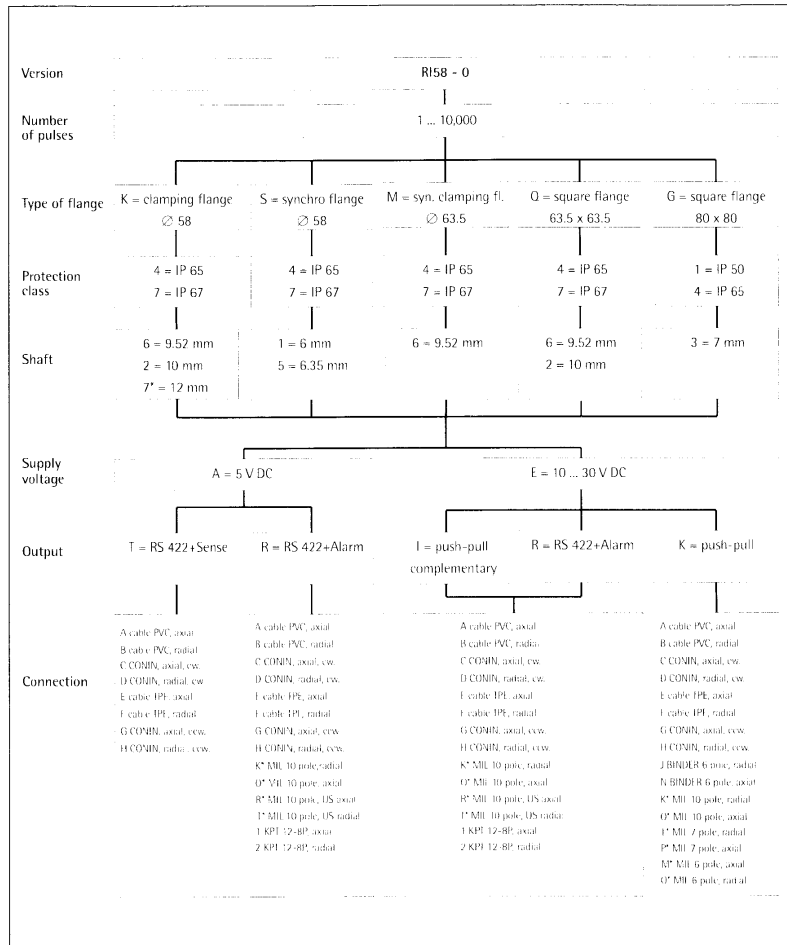 Version
RI58 - 0
Number
of pulses
1 ... 10,000
Type of flange
K = clamping flange
∅ 58
S = synchro flange
∅ 58
M = syn. clamping fl.
∅ 63.5
Q = square flange
63.5 x 63.5
G = square flange
80 x 80
Protection
class
4 = IP 65
7 = IP 67
4 = IP 65
7 = IP 67
4 = IP 65
7 = IP 67
4 = IP 65
7 = IP 67
1 = IP 50
4 = IP 65
Shaft
6 = 9.52 mm
2 = 10 mm
7* = 12 mm
1 = 6 mm
5 = 6.35 mm
6 = 9.52 mm
6 = 9.52 mm
2 = 10 mm
3 = 7 mm
Supply
voltage
A = 5 V DC
E = 10 ... 30 V DC
Output
T = RS 422+Sense
R = RS 422+Alarm
I = push-pull
complementary
R = RS 422+Alarm
K = push-pull
Connection
A cable PVC, axial
B cable PVC, radial
C CONIN, axial, cw.
D CONIN, radial, cw.
E cable TPE, axial
F cable TPE, radial
G CONIN, axial, ccw.
H CONIN, radial, ccw.
A cable PVC, axial
B cable PVC, radial
C CONIN, axial, cw.
D CONIN, radial, cw.
E cable TPE, axial
F cable TPE, radial
G CONIN, axial, ccw.
H CONIN, radial, ccw.
K* MIL 10 pole, radial
O* MIL 10 pole, axial
R* MIL 10 pole, US axial
T* MIL 10 pole, US radial
1 KPT 12-8P, axial
2 KPT 12-8P, radial
A cable PVC, axial
B cable PVC, radial
C CONIN, axial, cw.
D CONIN, radial, cw.
E cable TPE, axial
F cable TPE, radial
G CONIN, axial, ccw.
H CONIN, radial, ccw.
K* MIL 10 pole, radial
O* MIL 10 pole, axial
R* MIL 10 pole, US axial
T* MIL 10 pole, US radial
1 KPT 12-8P, axial
2 KPT 12-8P, radial
A cable PVC, axial
B cable PVC, radial
C CONIN, axial, cw.
D CONIN, radial, cw.
E cable TPE, axial
F cable TPE, radial
G CONIN, axial, ccw.
H CONIN, radial, ccw.
J BINDER 6 pole, radial
N BINDER 6 pole, axial
K* MIL 10 pole, radial
O* MIL 10 pole, axial
MIL 7 pole, radial
P* MIL 7 pole, axial
M* MIL 6 pole, axial
MIL 6 pole, radial